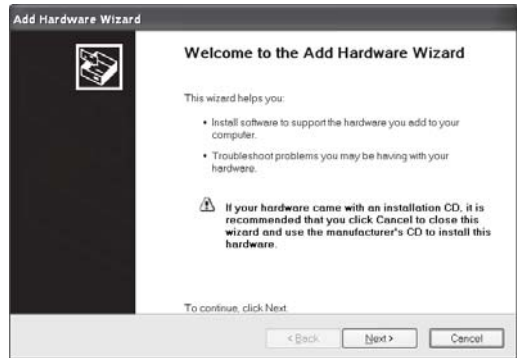 Add Hardware Wizard
Welcome to the Add Hardware Wizard
This wizard helps you:
• Install software to support the hardware you add to your
computer.
• Troubleshoot problems you may be having with your
hardware.
If your hardware came with an installation CD, it is
recommended that you click Cancel to close this
wizard and use the manufacturer's CD to install this
hardware.
To continue, click Next.
< Back
Next >
Cancel